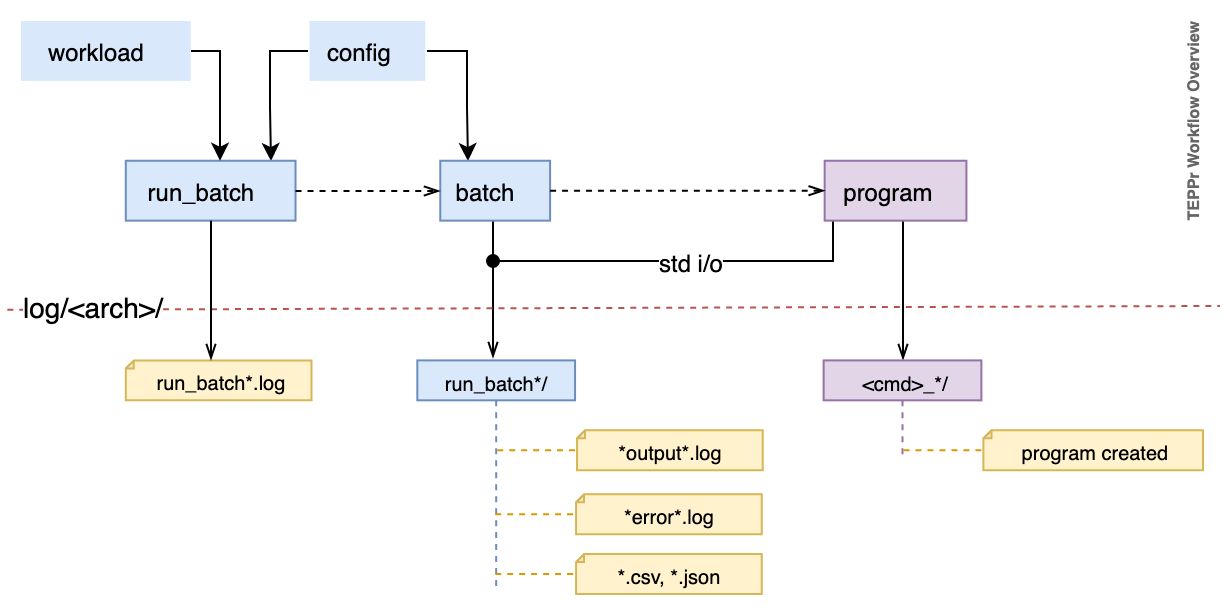 workload
config
TEPPr Workflow Overview
run_batch
batch
program
std i/o
log/<arch>/
run_batch*.log
run_batch*/
<cmd>_*/
*output*.log
program created
*error*.log
*.csv, *.json